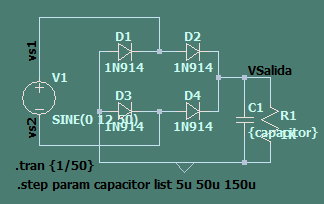 vs1
D1
D2
1N914
1N914
VSalida
V1
D3
D4
C1
R1
SINE(0 12 50)
1N914
1N914
{capacitor}
1k
vs2
.tran {1/50}
.step param capacitor list 5u 50u 150u